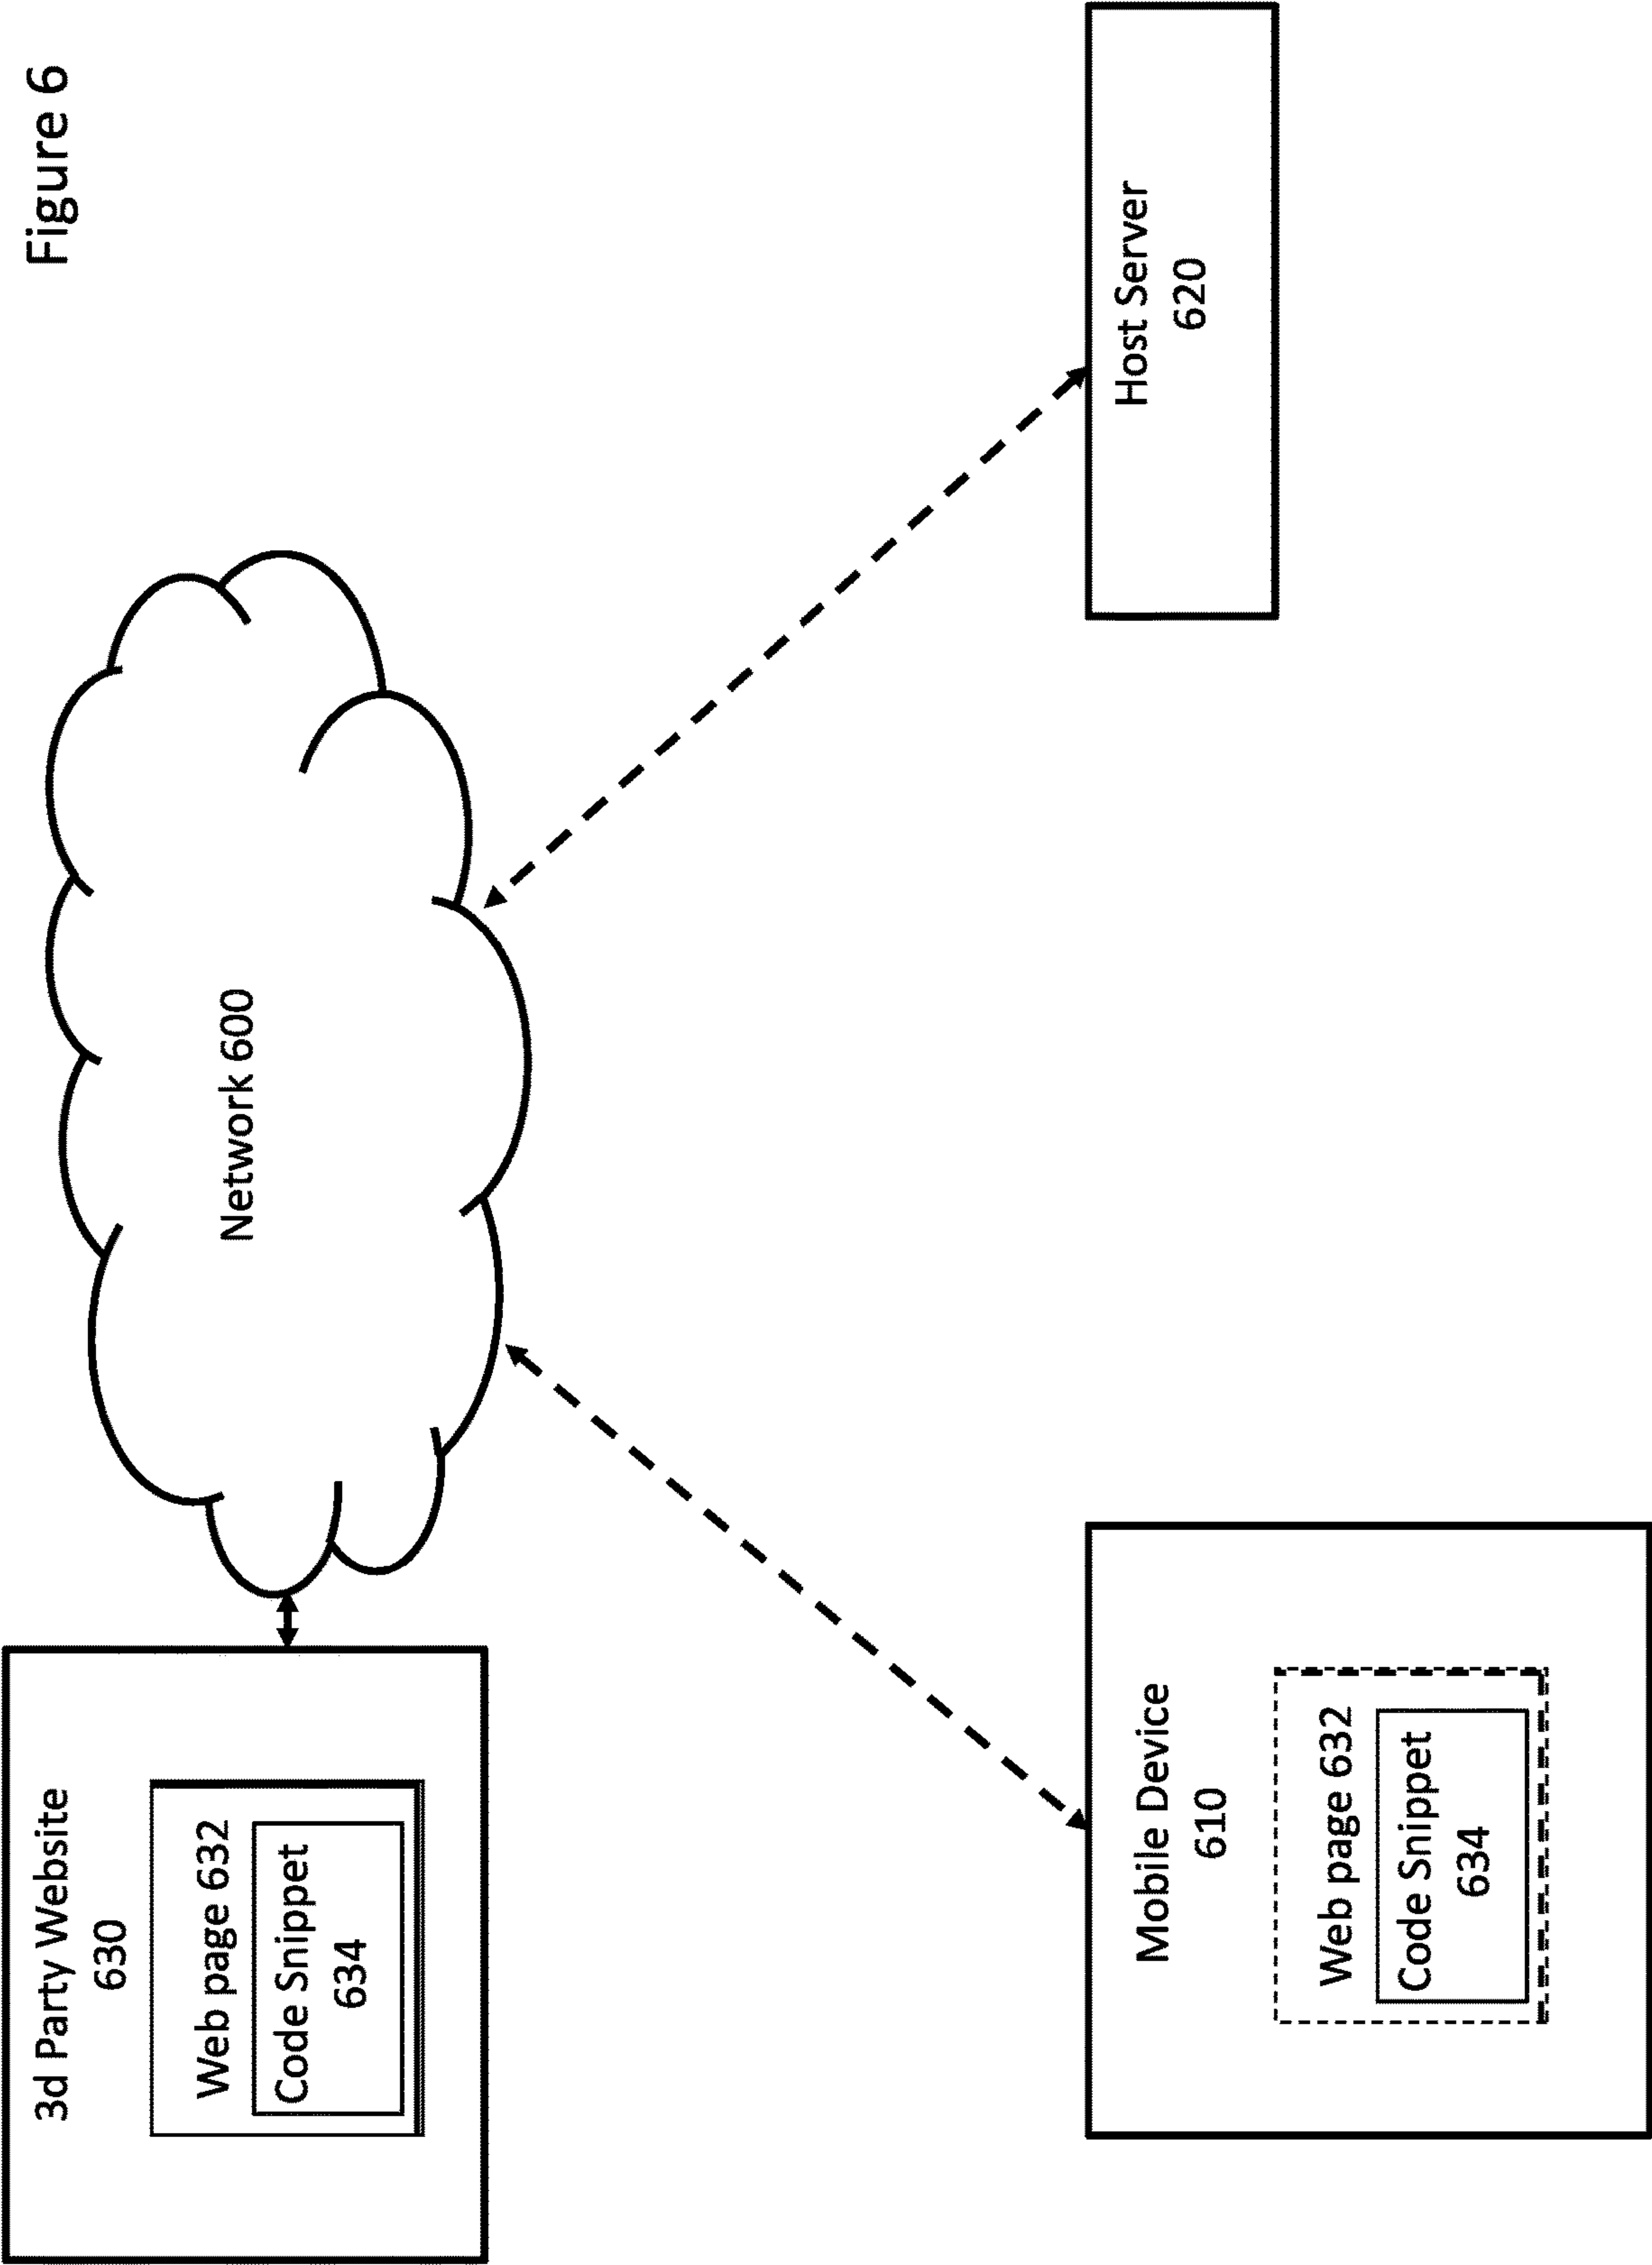 Figure 6
3d Party Website
630
Web page 632
Code Snippet
634
Network 600
Mobile Device
610
Web page 632
Code Snippet
634
Host Server
620